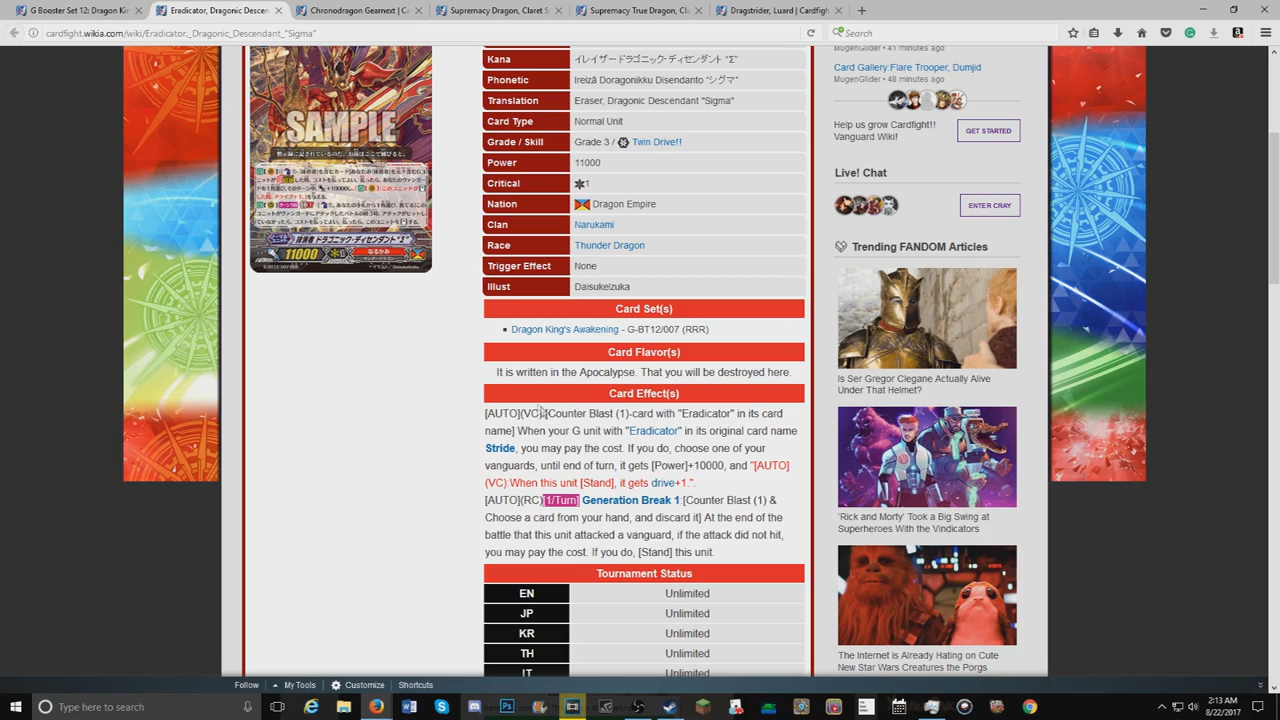 G Booster Set 12: Dragon Ki
Eradicator, Dragonic Descen
Chronodragon Gearnext | Ca
Supremacy Dragon, Claret S
Supremacy True Dragon, Cl
Dragstrider, Luard | Cardfigh
cardfight.wikia.com/wiki/Eradicator,_Dragonic_Descendant_"Sigma"
Search
MugenGlider • 41 minutes ago
Card Gallery:Flare Trooper, Dumjid
MugenGlider • 48 minutes ago
Help us grow Cardfight!!
Vanguard Wiki!
GET STARTED
Live! Chat
ENTER CRAY
Trending FANDOM Articles
Is Ser Gregor Clegane Actually Alive
Under That Helmet?
'Rick and Morty' Took a Big Swing at
Superheroes With the Vindicators
The Internet is Already Hating on Cute
New Star Wars Creatures the Porgs
SAMPLE
11000
Kana イレイザードラゴニック・ディセンダント "Σ"
Phonetic Ireizā Doragonikku Disendanto "シグマ"
Translation Eraser, Dragonic Descendant "Sigma"
Card Type Normal Unit
Grade / Skill Grade 3 / Twin Drive!!
Power 11000
Critical 1
Nation Dragon Empire
Clan Narukami
Race Thunder Dragon
Trigger Effect None
Illust Daisukeizuka
Card Set(s)
Dragon King's Awakening - G-BT12/007 (RRR)
Card Flavor(s)
It is written in the Apocalypse. That you will be destroyed here.
Card Effect(s)
[AUTO](VC):[Counter Blast (1)-card with "Eradicator" in its card
name] When your G unit with "Eradicator" in its original card name
Stride, you may pay the cost. If you do, choose one of your
vanguards, until end of turn, it gets [Power]+10000, and "[AUTO]
(VC):When this unit [Stand], it gets drive+1.".
[AUTO](RC)[1/Turn] Generation Break 1:[Counter Blast (1) &
Choose a card from your hand, and discard it] At the end of the
battle that this unit attacked a vanguard, if the attack did not hit,
you may pay the cost. If you do, [Stand] this unit.
Tournament Status
EN Unlimited
JP Unlimited
KR Unlimited
TH Unlimited
IT Unlimited
Follow My Tools Customize Shortcuts
Type here to search
2:13 AM
8/22/2017